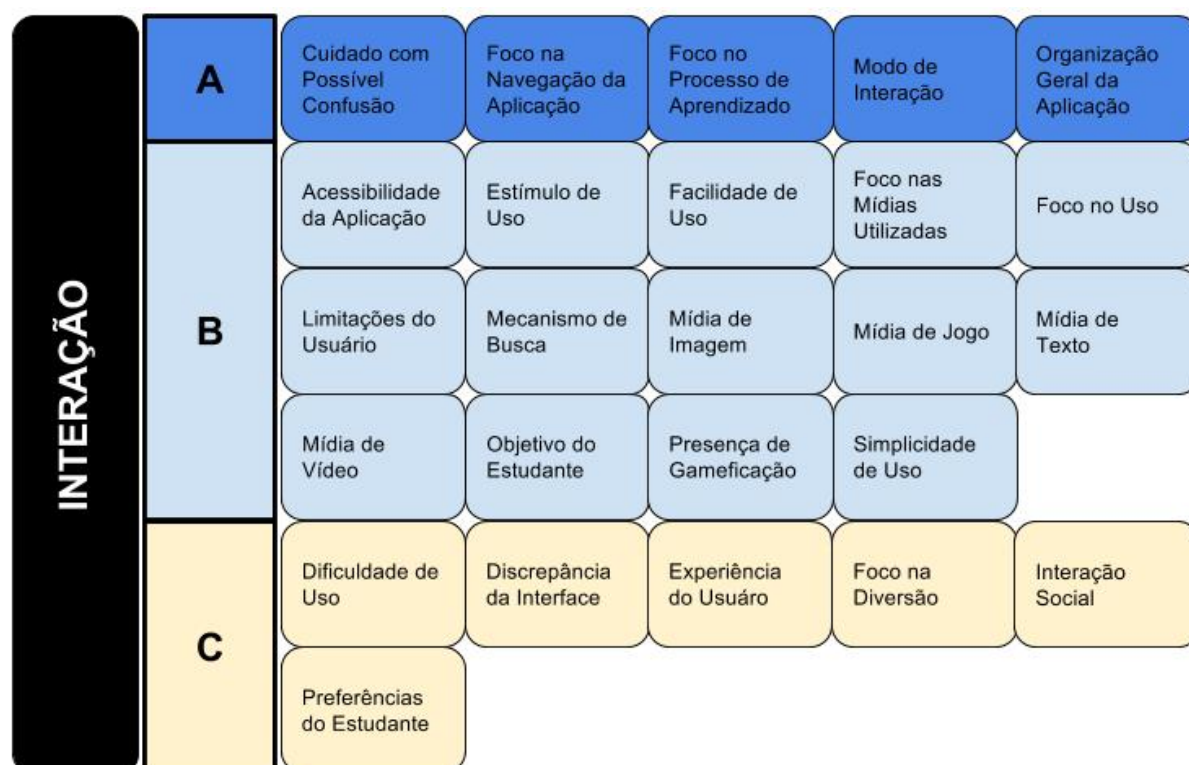 INTERAÇÃO
A
Cuidado com
Possível
Confusão
Foco na
Navegação da
Aplicação
Foco no
Processo de
Aprendizado
Modo de
Interação
Organização
Geral da
Aplicação
B
Acessibilidade
da Aplicação
Estímulo de
Uso
Facilidade de
Uso
Foco nas
Mídias
Utilizadas
Foco no Uso
Limitações do
Usuário
Mecanismo de
Busca
Mídia de
Imagem
Mídia de Jogo
Mídia de
Texto
Mídia de
Vídeo
Objetivo do
Estudante
Presença de
Gameficação
Simplicidade
de Uso
C
Dificuldade de
Uso
Discrepância
da Interface
Experiência
do Usuáro
Foco na
Diversão
Interação
Social
Preferências
do Estudante